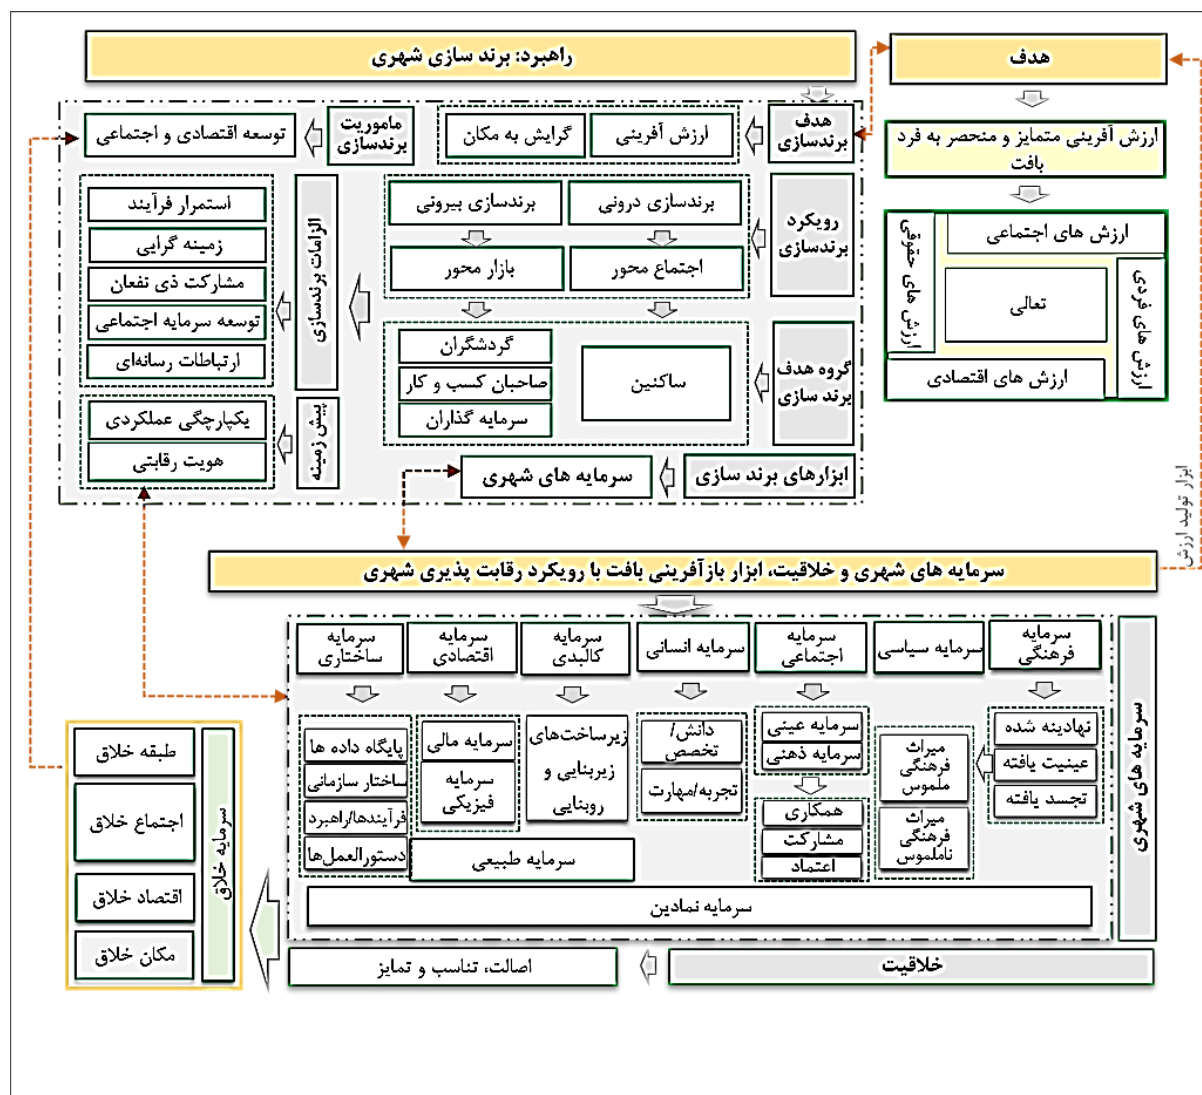 هدف
ارزش آفرینی متمایز و منحصر به فرد
بافت
ارزش های اجتماعی
ارزش های حقوقی
تعالی
ارزش های فردی
ارزش های اقتصادی
ابزار تولید ارزش
راهبرد: برند سازی شهری
هدف
برندسازی
ارزش آفرینی
گرایش به مکان
ماموریت
برندسازی
توسعه اقتصادی و اجتماعی
رویکرد
برندسازی
برندسازی درونی
برندسازی بیرونی
اجتماع محور
بازار محور
گروه هدف
برند سازی
ساکنین
گردشگران
صاحبان کسب و کار
سرمایه گذاران
الزامات برندسازی
استمرار فرآیند
زمینه گرایی
مشارکت ذی نفعان
توسعه سرمایه اجتماعی
ارتباطات رسانه‌ای
پیش زمینه
یکپارچگی عملکردی
هویت رقابتی
ابزارهای برند سازی
سرمایه های شهری
سرمایه های شهری و خلاقیت، ابزار بازآفرینی بافت با رویکرد رقابت پذیری شهری
سرمایه های شهری
سرمایه
فرهنگی
سرمایه سیاسی
سرمایه
اجتماعی
سرمایه انسانی
سرمایه
کالبدی
سرمایه
اقتصادی
سرمایه
ساختاری
نهادینه شده
عینیت یافته
تجسد یافته
میراث
فرهنگی
ملموس
میراث
فرهنگی
ناملموس
سرمایه عینی
سرمایه ذهنی
همکاری
مشارکت
اعتماد
دانش/
تخصص
تجربه/مهارت
زیرساخت‌های
زیربنایی و
روبنایی
سرمایه مالی
سرمایه
فیزیکی
سرمایه طبیعی
پایگاه داده ها
ساختار سازمانی
فرآیندها/راهبرد
دستورالعمل‌ها
سرمایه نمادین
خلاقیت
اصالت، تناسب و تمایز
سرمایه خلاق
طبقه خلاق
اجتماع خلاق
اقتصاد خلاق
مکان خلاق